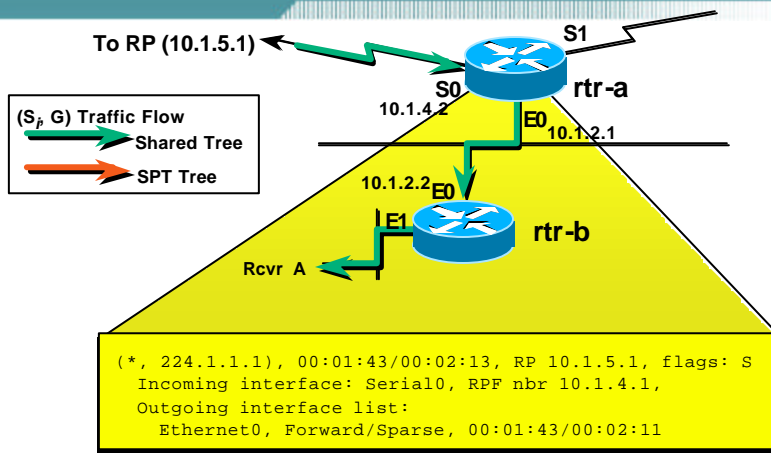 To RP (10.1.5.1)
S1
S0
rtr-a
10.1.4.2
E0
10.1.2.1
(Si, G) Traffic Flow
Shared Tree
SPT Tree
10.1.2.2
E0
E1
rtr-b
Rcvr A
(*, 224.1.1.1), 00:01:43/00:02:13, RP 10.1.5.1, flags: S
Incoming interface: Serial0, RPF nbr 10.1.4.1,
Outgoing interface list:
Ethernet0, Forward/Sparse, 00:01:43/00:02:11